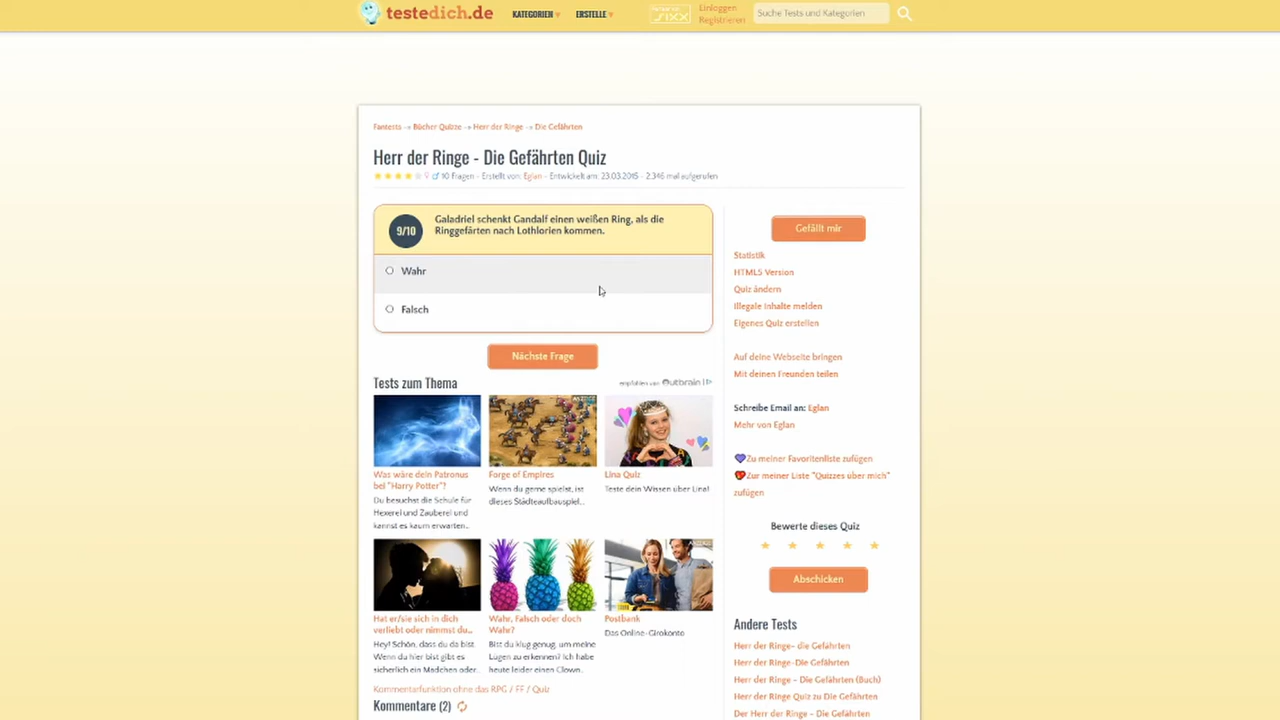 testedich.de KATEGORIEN ERSTELLE sixx Einloggen Suche Tests und Kategorien
Registrieren
Fantests → Bücher Quizze → Herr der Ringe → Die Gefährten
Herr der Ringe - Die Gefährten Quiz
10 Fragen - Erstellt von: Eglan - Entwickelt am: 23.03.2015 - 2.346 mal aufgerufen
9/10
Galadriel schenkt Gandalf einen weißen Ring, als die
Ringgefärten nach Lothlorien kommen.
Wahr
Falsch
Nächste Frage
Gefällt mir
Statistik
HTML5 Version
Quiz ändern
Illegale Inhalte melden
Eigenes Quiz erstellen
Auf deine Webseite bringen
Mit deinen Freunden teilen
Schreibe Email an: Eglan
Mehr von Eglan
Zu meiner Favoritenliste zufügen
Zur meiner Liste "Quizzes über mich"
zufügen
Bewerte dieses Quiz
Abschicken
Andere Tests
Herr der Ringe- die Gefährten
Herr der Ringe-Die Gefährten
Herr der Ringe - Die Gefährten (Buch)
Herr der Ringe Quiz zu Die Gefährten
Der Herr der Ringe - Die Gefährten
Tests zum Thema
empfohlen von Outbrain
ANZEIGE
Was wäre dein Patronus
bei "Harry Potter"?
Du besuchst die Schule für
Hexerei und Zauberei und
kannst es kaum erwarten...
Forge of Empires
Wenn du gerne spielst, ist
dieses Städteaufbauspiel...
Lina Quiz
Teste dein Wissen über Lina!
ANZEIGE
Hat er/sie sich in dich
verliebt oder nimmst du...
Hey! Schön, dass du da bist.
Wenn du hier bist gibt es
sicherlich ein Mädchen oder...
Wahr, Falsch oder doch
Wahr?
Bist du klug genug, um meine
Lügen zu erkennen? Ich habe
heute leider einen Clown...
Postbank
Das Online-Girokonto
Kommentarfunktion ohne das RPG / FF / Quiz
Kommentare (2)